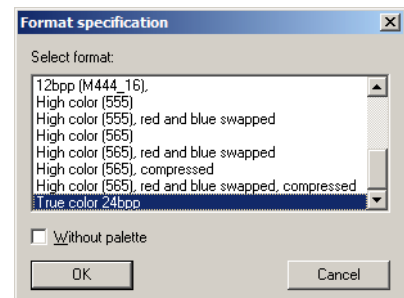 Format specification
Select format:
12bpp (M444_16),
High color (555)
High color (555), red and blue swapped
High color (565)
High color (565), red and blue swapped
High color (565), compressed
High color (565), red and blue swapped, compressed
True color 24bpp
Without palette
OK
Cancel